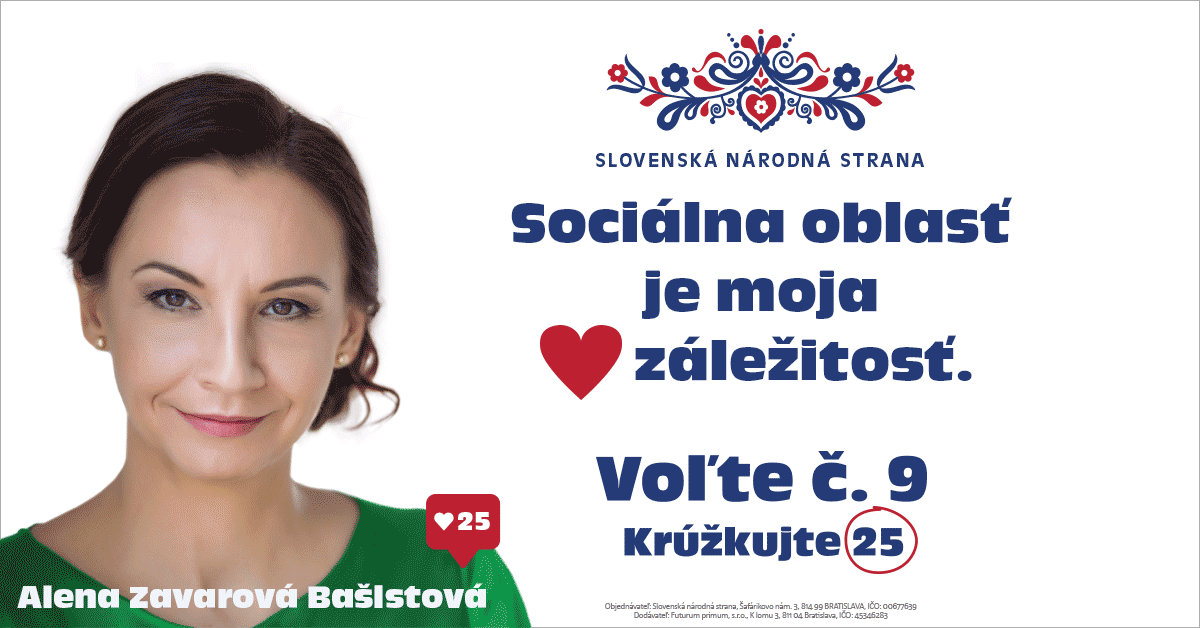 SLOVENSKÁ NÁRODNÁ STRANA
Sociálna oblasť
je moja
záležitosť.
Voľte č. 9
Krúžkujte 25
25
Alena Zavarová Bašistová
Objednávateľ: Slovenská národná strana, Šafárikovo nám. 3, 814 99 BRATISLAVA, IČO: 00677639
Dodávateľ: Futurum primum, s.r.o., K lomu 3, 811 04 Bratislava, IČO: 45346283